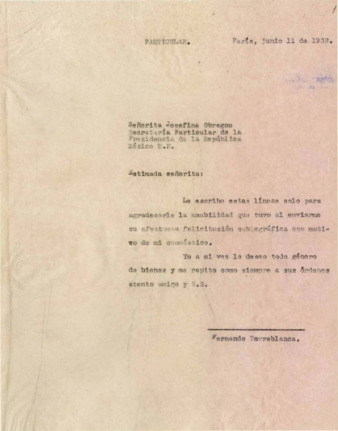 PARTICULAR. París, junio 11 de 1939.
Señorita Josefina Obregon
Secretaría Particular de la
Presidencia de la República
México D.F.
Estimada señorita:
Le escribo estas líneas solo para
agradecerle la amabilidad que tuvo al enviarme
su afectuosa felicitación cablegráfica con moti-
vo de mi onomástico.
Yo a mi vez le deseo todo género
de bienes y me repito como siempre a sus órdenes
atento amigo y S.S.
Fernando Torreblanca.